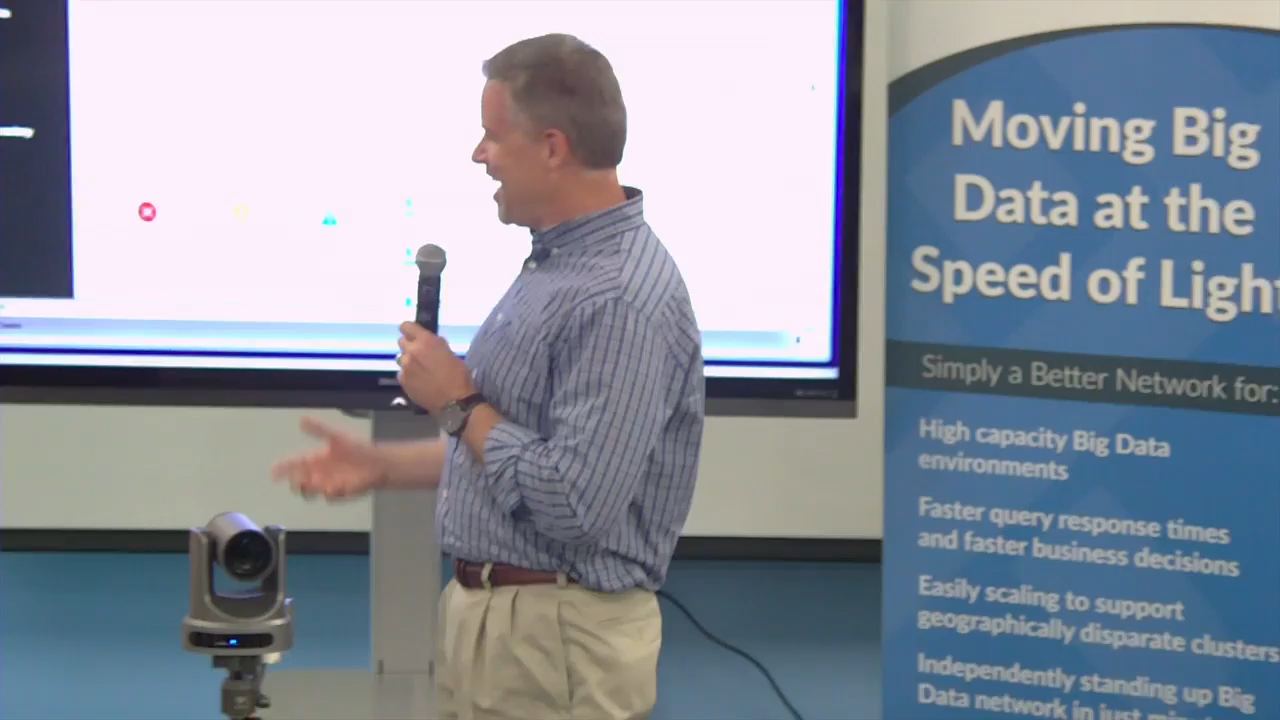 Moving Big
Data at the
Speed of Light
Simply a Better Network for:
High capacity Big Data
environments
Faster query response times
and faster business decisions
Easily scaling to support
geographically disparate clusters
Independently standing up Big
Data network in just